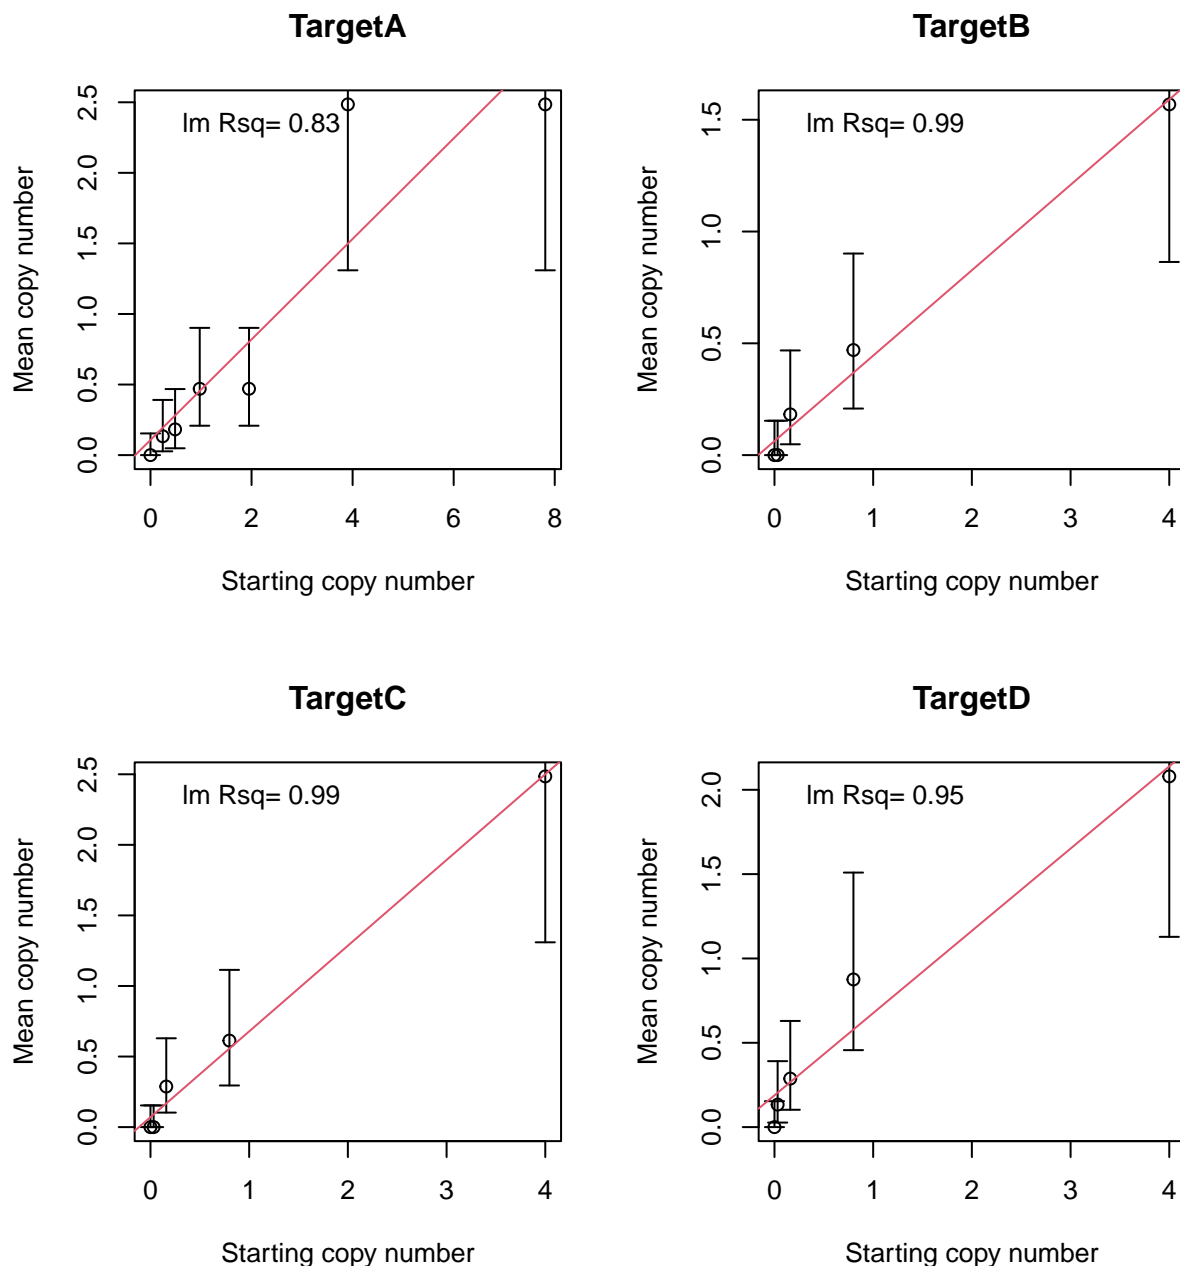 TargetA
lm Rsq= 0.83
Mean copy number
0.0 0.5 1.0 1.5 2.0 2.5
0 2 4 6 8
Starting copy number
TargetB
lm Rsq= 0.99
Mean copy number
0.0 0.5 1.0 1.5
0 1 2 3 4
Starting copy number
TargetC
lm Rsq= 0.99
Mean copy number
0.0 0.5 1.0 1.5 2.0 2.5
0 1 2 3 4
Starting copy number
TargetD
lm Rsq= 0.95
Mean copy number
0.0 0.5 1.0 1.5 2.0
0 1 2 3 4
Starting copy number